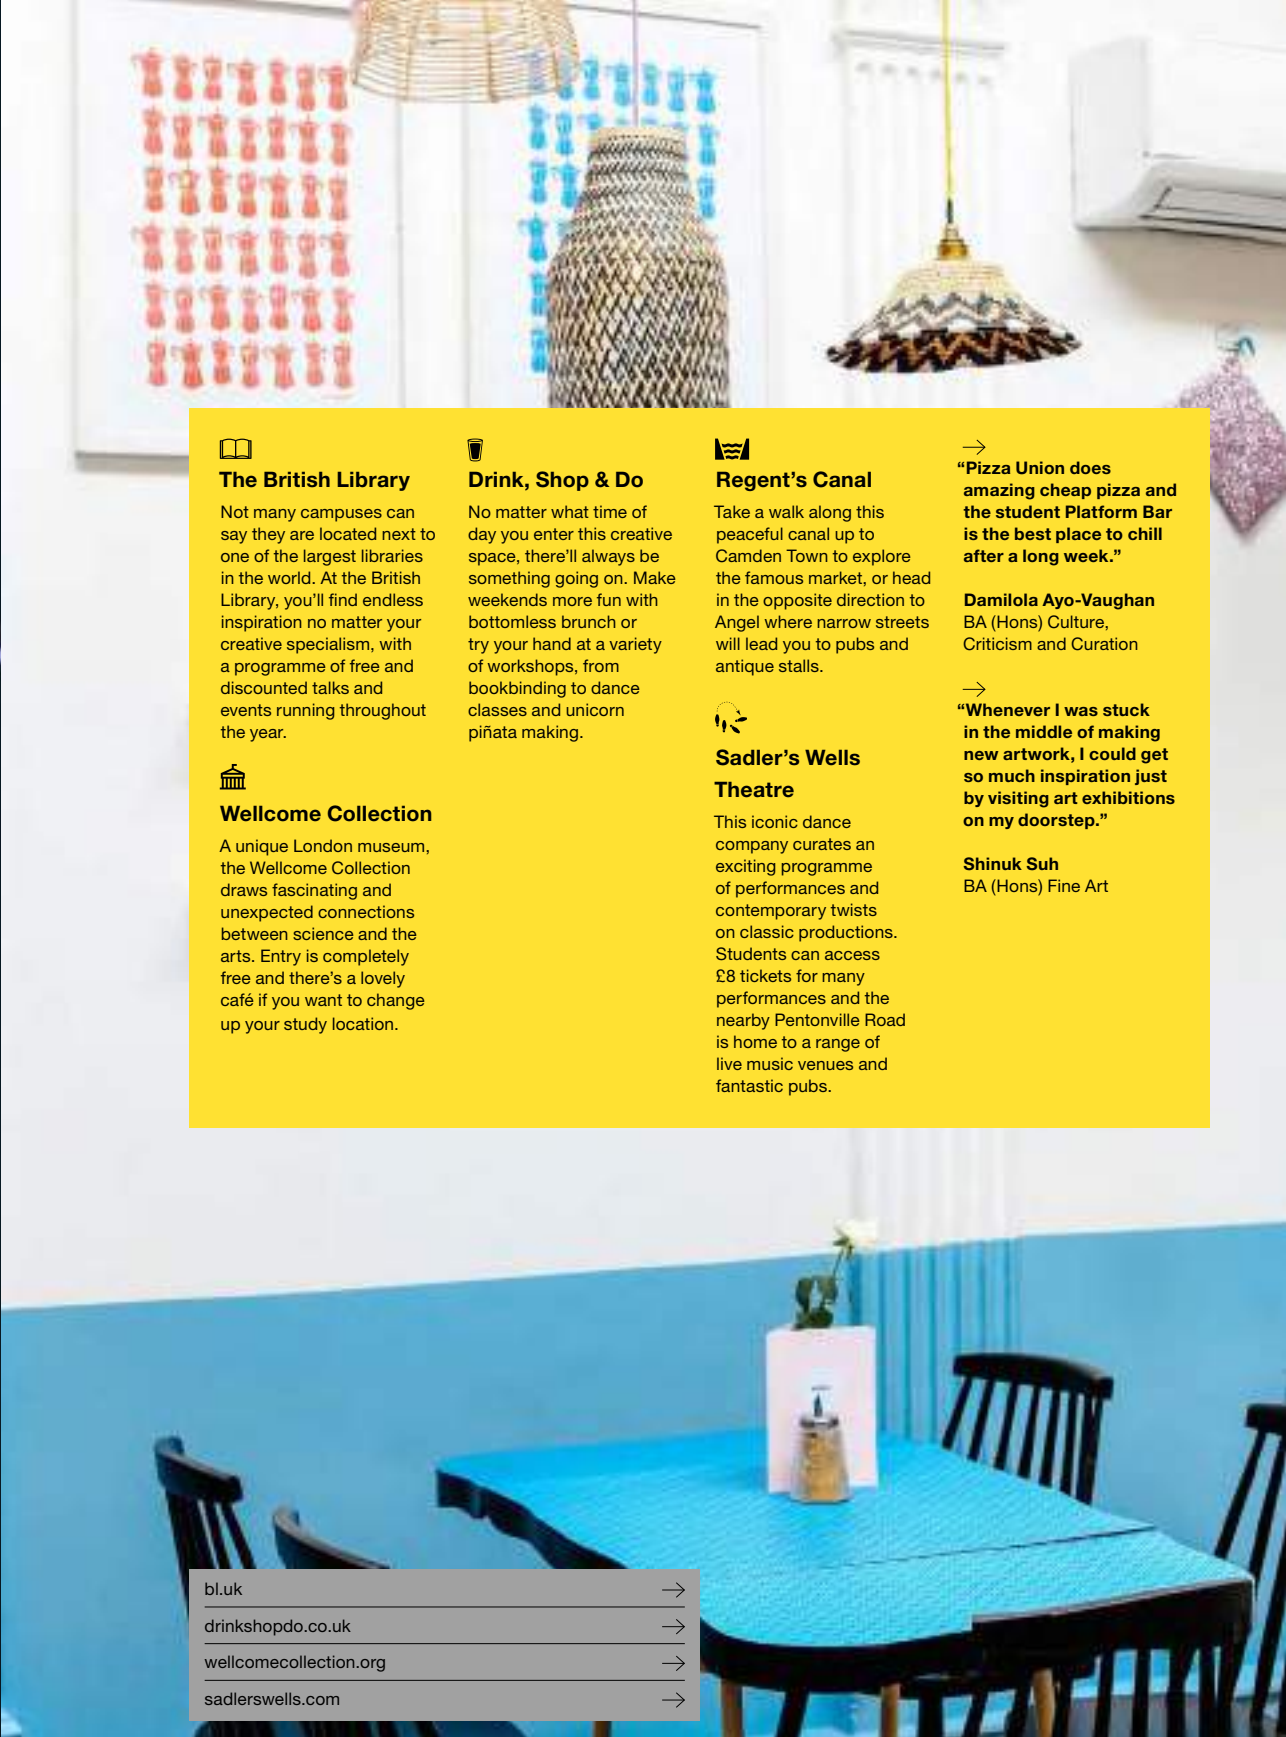 The British Library
Not many campuses can
say they are located next to
one of the largest libraries
in the world. At the British
Library, you’ll find endless
inspiration no matter your
creative specialism, with
a programme of free and
discounted talks and
events running throughout
the year.
Wellcome Collection
A unique London museum,
the Wellcome Collection
draws fascinating and
unexpected connections
between science and the
arts. Entry is completely
free and there’s a lovely
café if you want to change
up your study location.
Drink, Shop & Do
No matter what time of
day you enter this creative
space, there’ll always be
something going on. Make
weekends more fun with
bottomless brunch or
try your hand at a variety
of workshops, from
bookbinding to dance
classes and unicorn
piñata making.
Regent’s Canal
Take a walk along this
peaceful canal up to
Camden Town to explore
the famous market, or head
in the opposite direction to
Angel where narrow streets
will lead you to pubs and
antique stalls.
Sadler’s Wells
Theatre
This iconic dance
company curates an
exciting programme
of performances and
contemporary twists
on classic productions.
Students can access
£8 tickets for many
performances and the
nearby Pentonville Road
is home to a range of
live music venues and
fantastic pubs.
“Pizza Union does
amazing cheap pizza and
the student Platform Bar
is the best place to chill
after a long week.”
Damilola Ayo-Vaughan
BA (Hons) Culture,
Criticism and Curation
“Whenever I was stuck
in the middle of making
new artwork, I could get
so much inspiration just
by visiting art exhibitions
on my doorstep.”
Shinuk Suh
BA (Hons) Fine Art
bl.uk
drinkshopdo.co.uk
wellcomecollection.org
sadlerswells.com